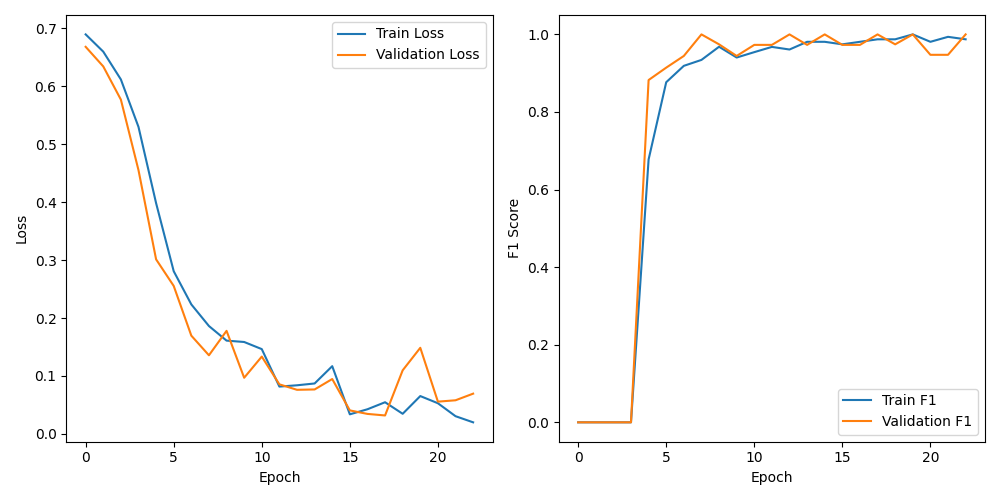 0.7
0.6
0.5
0.4
0.3
0.2
0.1
0.0
Loss
0 5 10 15 20
Epoch
Train Loss
Validation Loss
1.0
0.8
0.6
0.4
0.2
0.0
F1 Score
0 5 10 15 20
Epoch
Train F1
Validation F1